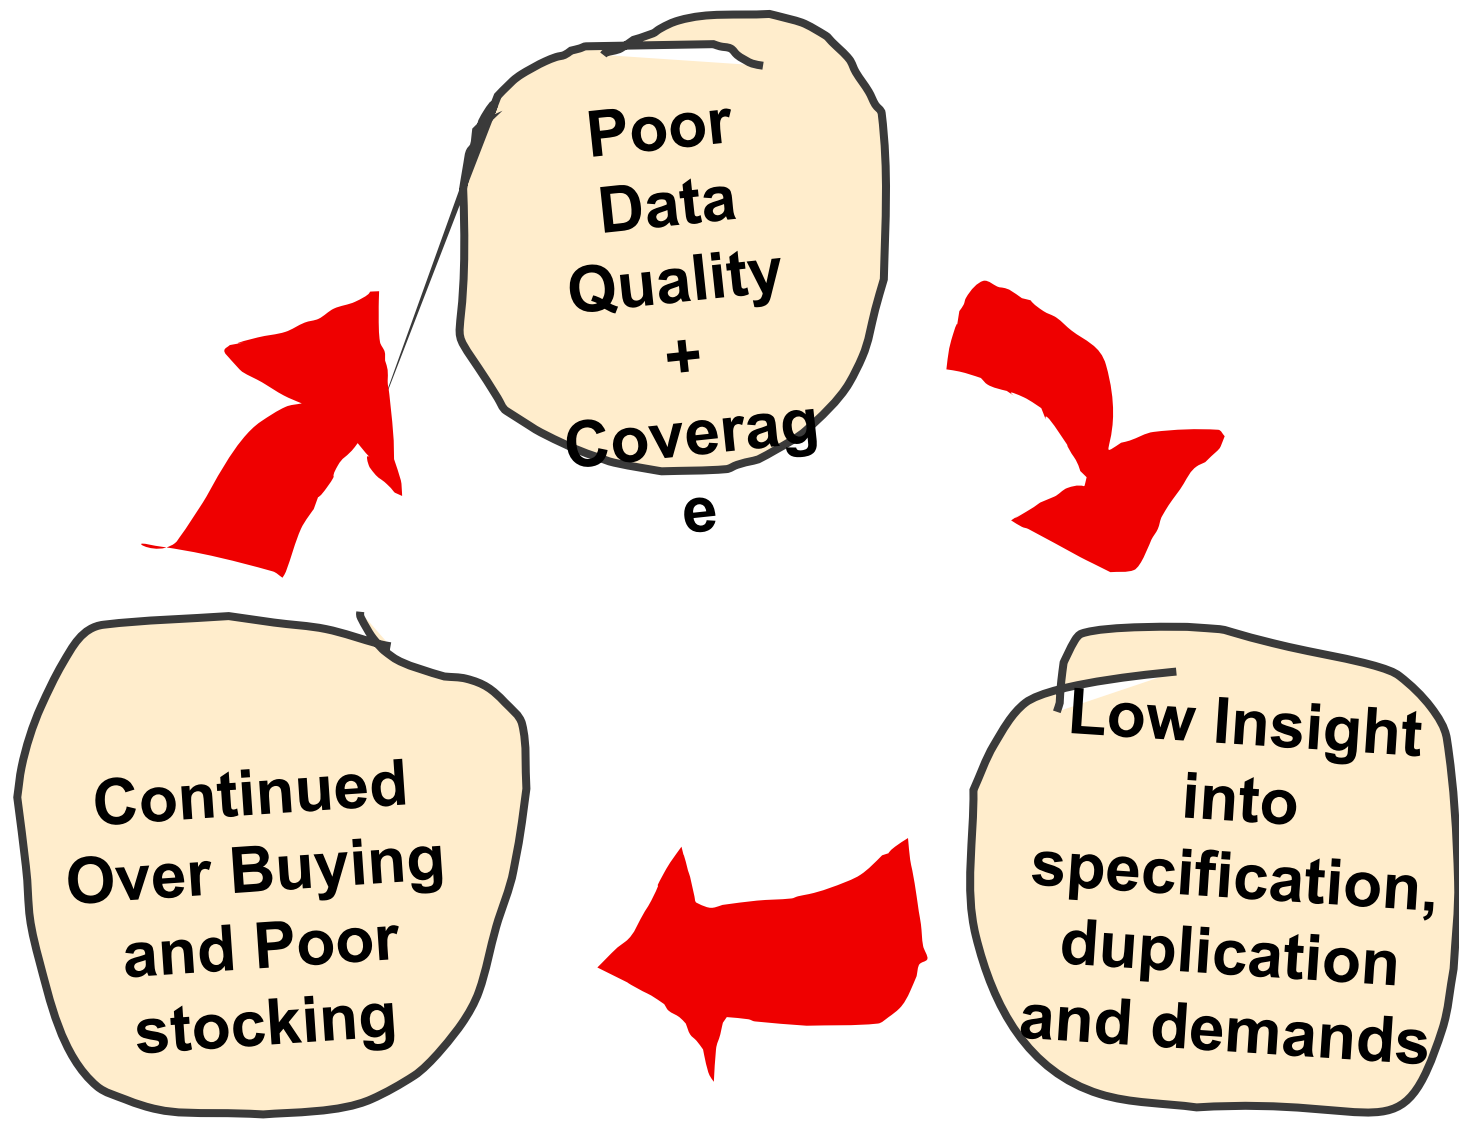 Poor
Data
Quality
+
Coverag
e
Low Insight
into
specification,
duplication
and demands
Continued
Over Buying
and Poor
stocking